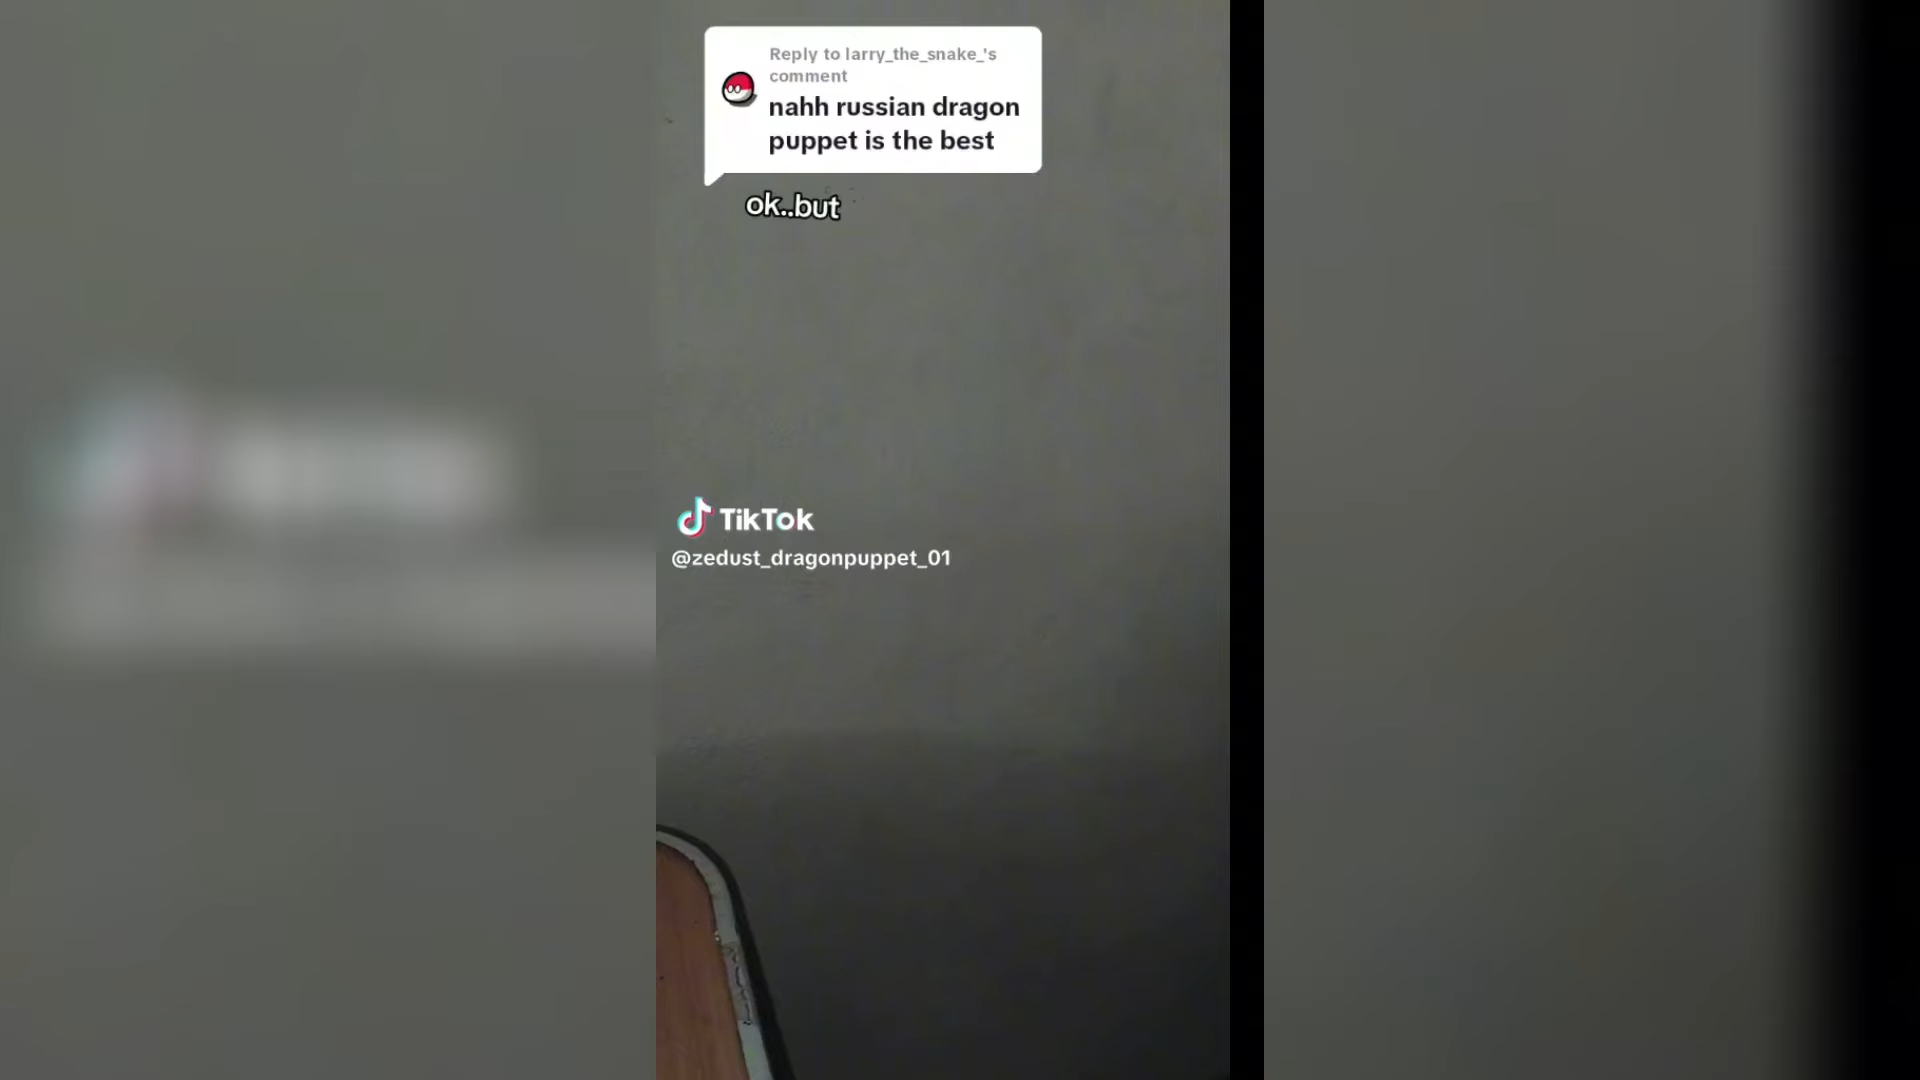 Reply to larry_the_snake_'s
comment
nahh russian dragon
puppet is the best
ok..but
TikTok
@zedust_dragonpuppet_01